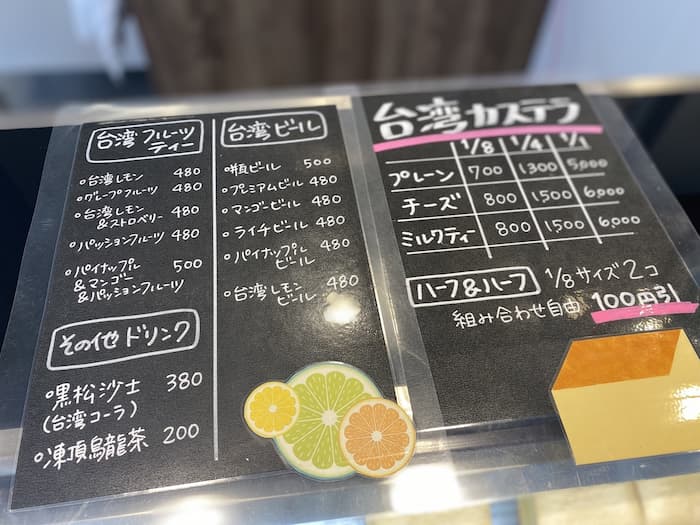 台湾フルーツ
ティー
○台湾レモン 480
○グレープフルーツ 480
○台湾レモン 480
&ストロベリー
○パッションフルーツ 480
○パイナップル 500
&マンゴー
&パッションフルーツ
その他ドリンク
○黒松沙士 380
(台湾コーラ)
○凍頂烏龍茶 200
台湾ビール
○瓶ビール 500
○プレミアムビール 480
○マンゴービール 480
○ライチビール 480
○パイナップル 480
ビール
○台湾レモン 480
ビール
台湾カステラ
1/8 1/4 1/1
プレーン 700 1300 5,000
チーズ 800 1500 6,000
ミルクティー 800 1500 6,000
ハーフ&ハーフ 1/8サイズ2コ
組み合わせ自由 100円引